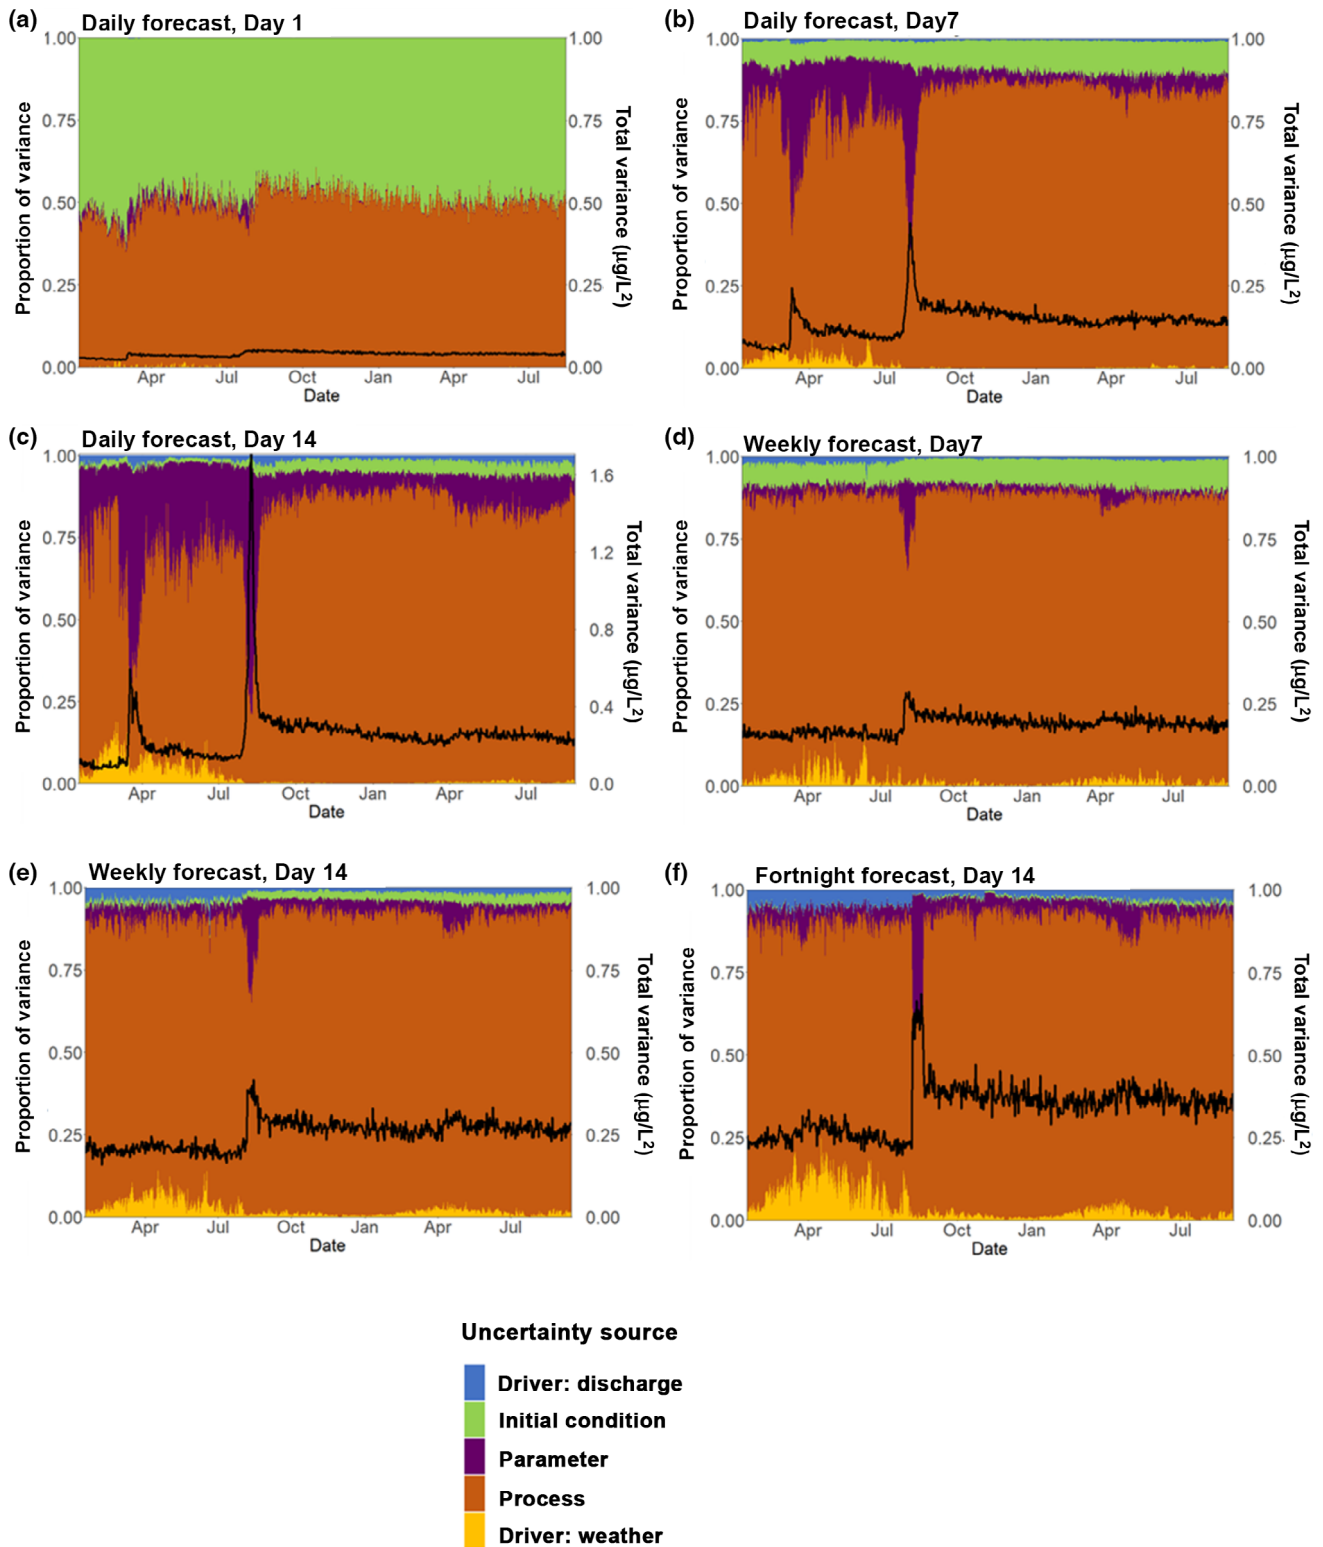 (a) Daily forecast, Day 1
1.00 1.00
0.75 0.75
0.50 0.50
0.25 0.25
0.00 0.00
Proportion of variance
Total variance (µg/L2)
Apr Jul Oct Jan Apr Jul
Date
(b) Daily forecast, Day7
1.00 1.00
0.75 0.75
0.50 0.50
0.25 0.25
0.00 0.00
Proportion of variance
Total variance (µg/L2)
Apr Jul Oct Jan Apr Jul
Date
(c) Daily forecast, Day 14
1.00
0.75
0.50
0.25
0.00
1.6
1.2
0.8
0.4
0.0
Proportion of variance
Total variance (µg/L2)
Apr Jul Oct Jan Apr Jul
Date
(d) Weekly forecast, Day7
1.00 1.00
0.75 0.75
0.50 0.50
0.25 0.25
0.00 0.00
Proportion of variance
Total variance (µg/L2)
Apr Jul Oct Jan Apr Jul
Date
(e) Weekly forecast, Day 14
1.00 1.00
0.75 0.75
0.50 0.50
0.25 0.25
0.00 0.00
Proportion of variance
Total variance (µg/L2)
Apr Jul Oct Jan Apr Jul
Date
(f) Fortnight forecast, Day 14
1.00 1.00
0.75 0.75
0.50 0.50
0.25 0.25
0.00 0.00
Proportion of variance
Total variance (µg/L2)
Apr Jul Oct Jan Apr Jul
Date
Uncertainty source
Driver: discharge
Initial condition
Parameter
Process
Driver: weather